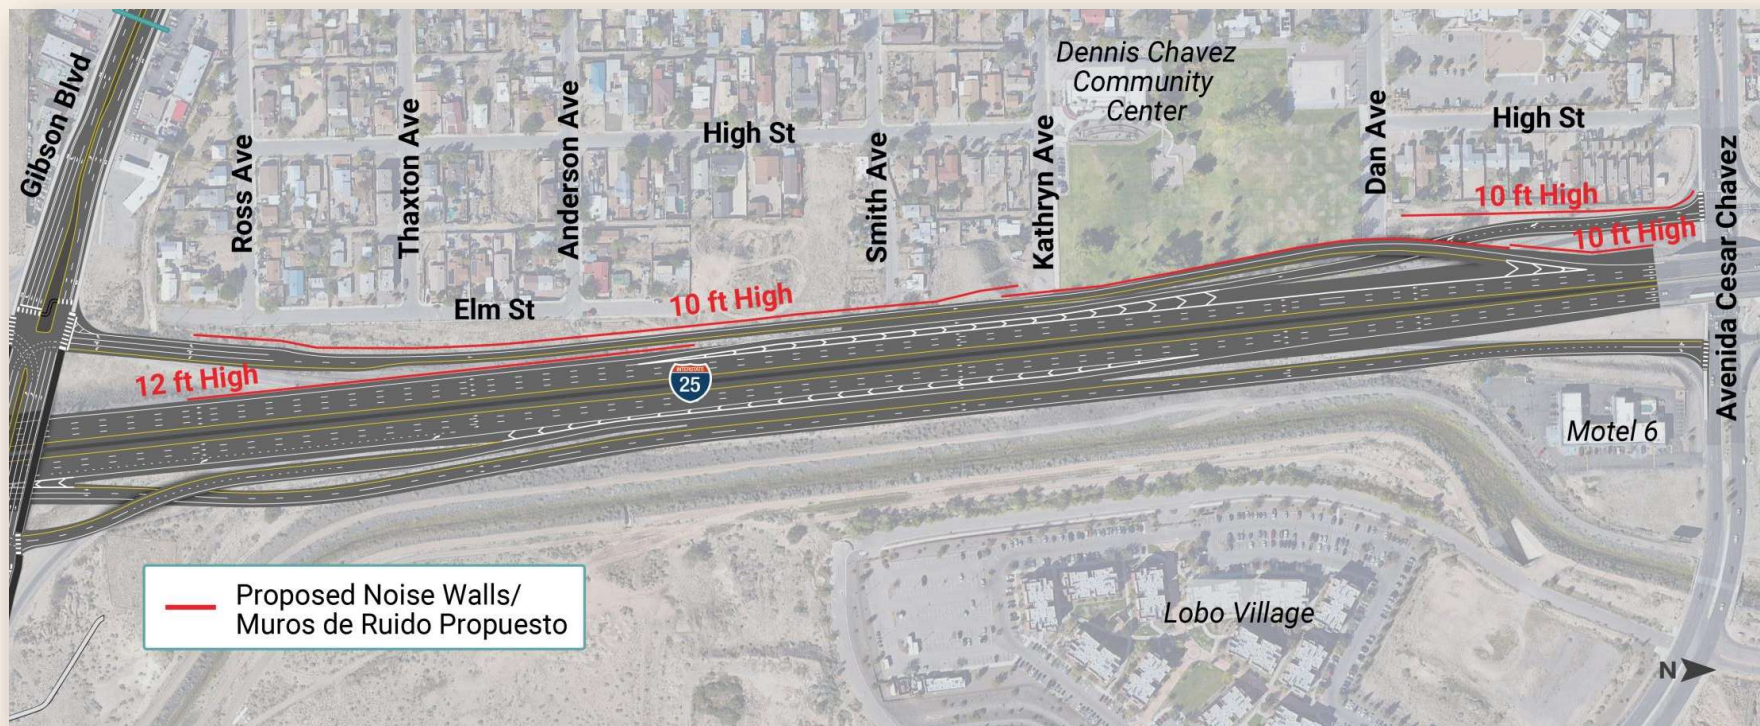 Gibson Blvd
Ross Ave
Thaxton Ave
Anderson Ave
High St
Smith Ave
Kathryn Ave
Dennis Chavez
Community
Center
Dan Ave
High St
10 ft High
10 ft High
Avenida Cesar Chavez
Elm St
10 ft High
12 ft High
INTERSTATE
25
Motel 6
Lobo Village
Proposed Noise Walls/
Muros de Ruido Propuesto
N